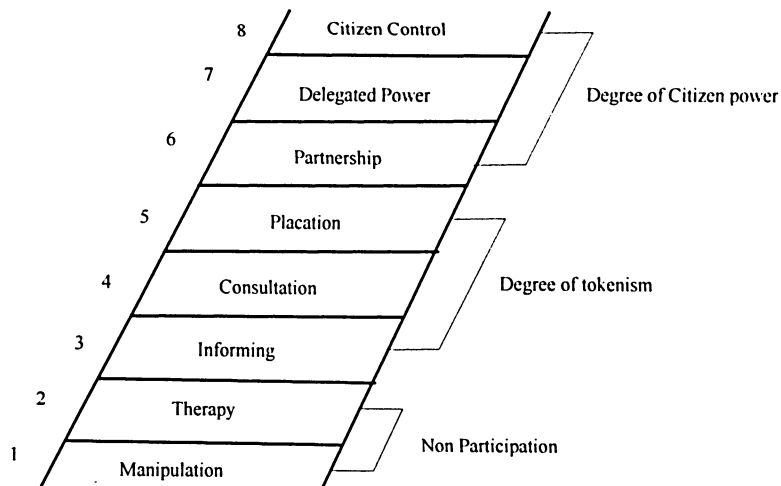 8 Citizen Control
7 Delegated Power Degree of Citizen power
6 Partnership
5 Placation
4 Consultation Degree of tokenism
3 Informing
2 Therapy
Non Participation
1 Manipulation